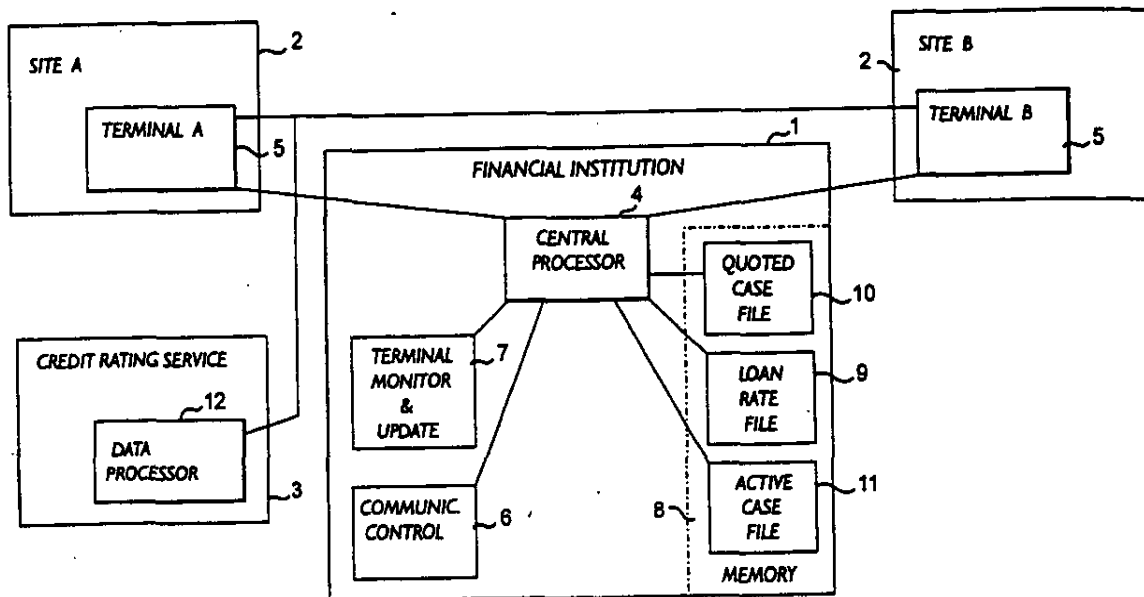 SITE A
2
TERMINAL A
5
SITE B
2
TERMINAL B
5
1
FINANCIAL INSTITUTION
4
CENTRAL
PROCESSOR
QUOTED
CASE
FILE
10
CREDIT RATING SERVICE
12
DATA
PROCESSOR
3
TERMINAL
MONITOR
&
UPDATE
7
LOAN
RATE
FILE
9
COMMUNIC.
CONTROL
6
ACTIVE
CASE
FILE
11
8
MEMORY